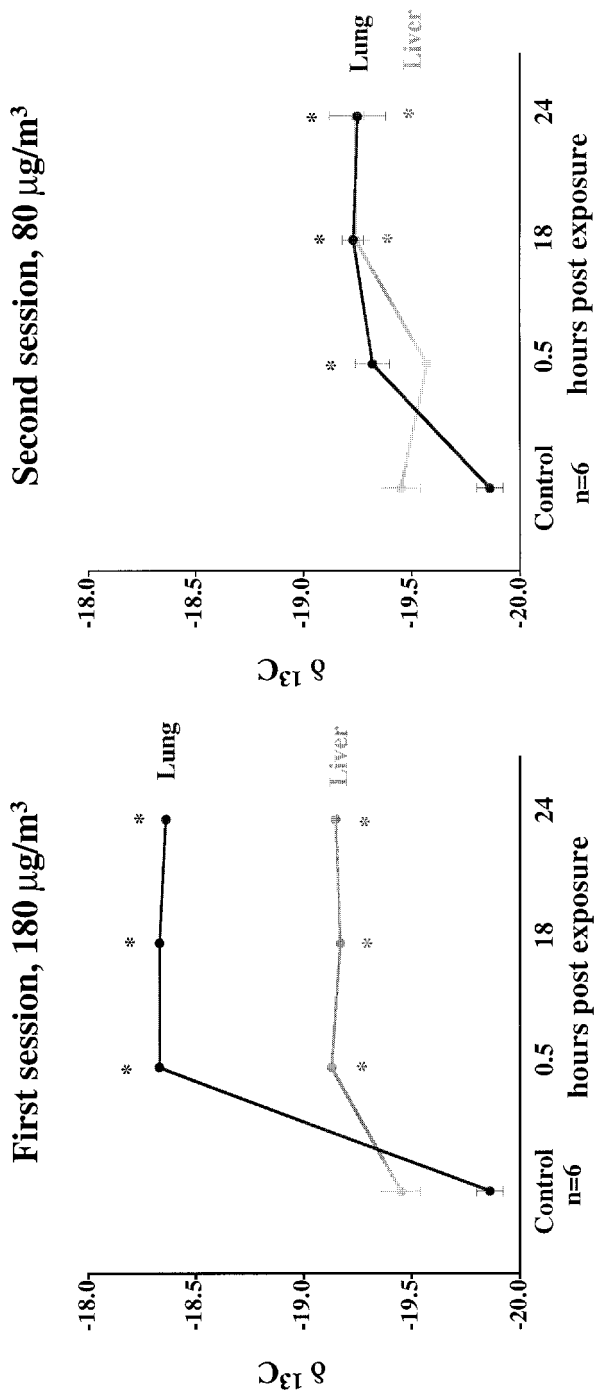 First session, 180 μg/m³
δ ¹³C
-18.0
-18.5
-19.0
-19.5
-20.0
*
*
*
Lung
Liver
*
*
*
Control
0.5
18
24
n=6
hours post exposure
Second session, 80 μg/m³
δ ¹³C
-18.0
-18.5
-19.0
-19.5
-20.0
*
*
*
Lung
Liver
*
*
Control
0.5
18
24
n=6
hours post exposure